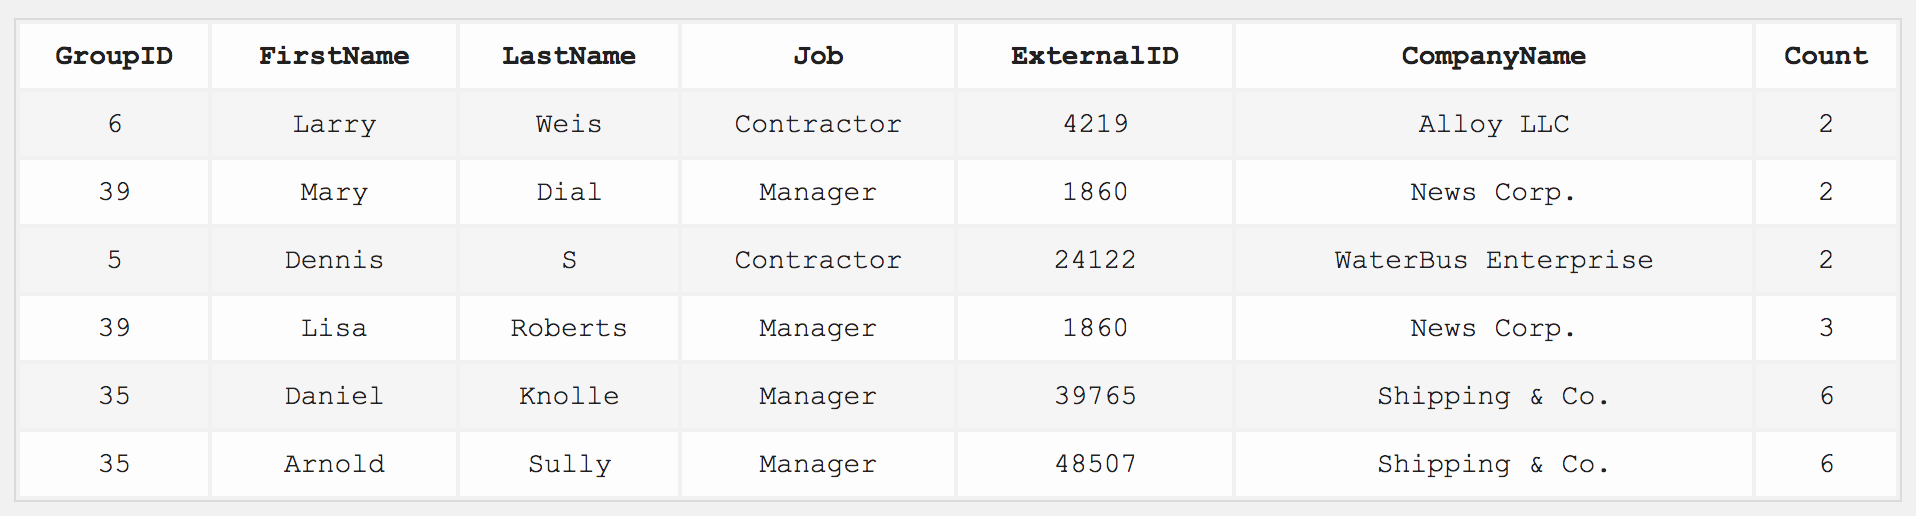 GroupID FirstName LastName Job ExternalID CompanyName Count
6 Larry Weis Contractor 4219 Alloy LLC 2
39 Mary Dial Manager 1860 News Corp. 2
5 Dennis S Contractor 24122 WaterBus Enterprise 2
39 Lisa Roberts Manager 1860 News Corp. 3
35 Daniel Knolle Manager 39765 Shipping & Co. 6
35 Arnold Sully Manager 48507 Shipping & Co. 6